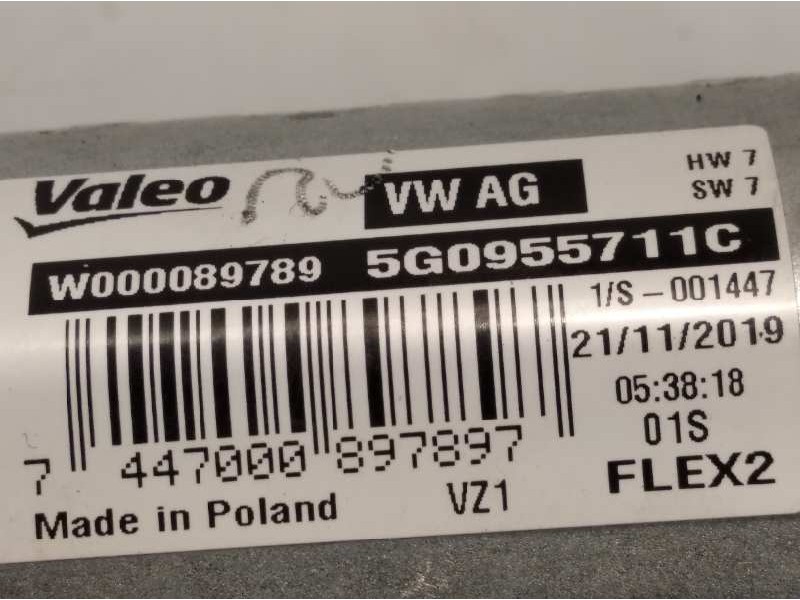 Valeo VW AG HW 7
SW 7
W000089789 5G0955711C
1/S-001447
21/11/2019
05:38:18
01S
7 447000 897897
Made in Poland VZ1 FLEX2